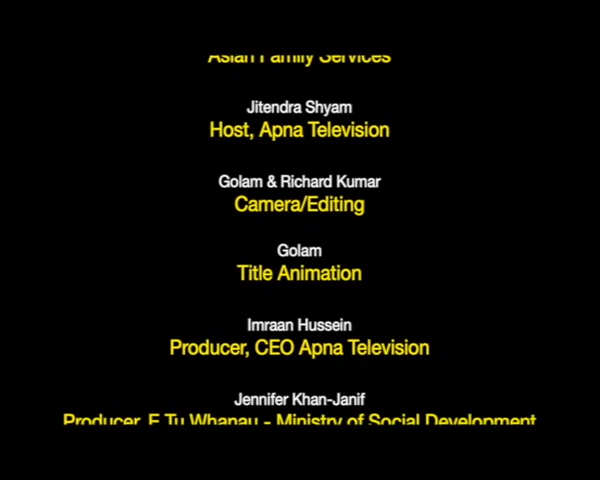 Asian Family Services
Jitendra Shyam
Host, Apna Television
Golam & Richard Kumar
Camera/Editing
Golam
Title Animation
Imraan Hussein
Producer, CEO Apna Television
Jennifer Khan-Janif
Producer, E Tu Whanau - Ministry of Social Development